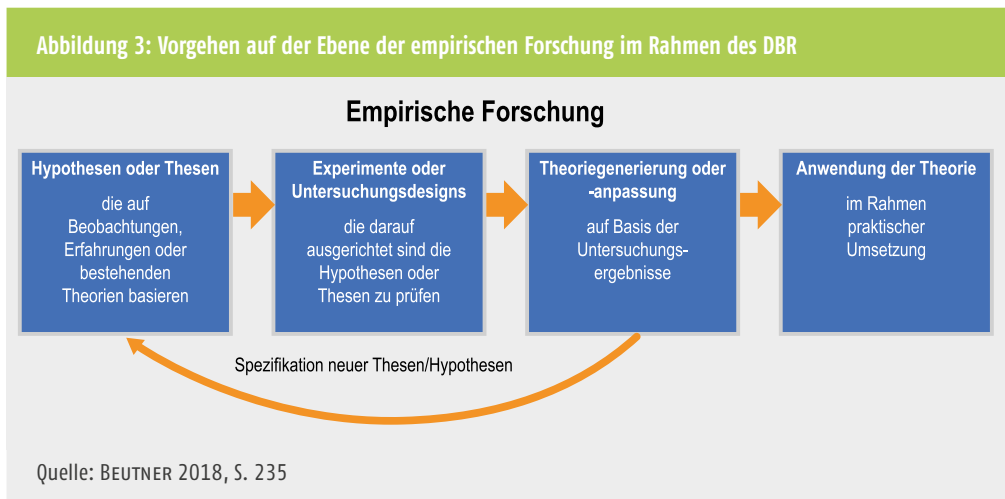 Abbildung 3: Vorgehen auf der Ebene der empirischen Forschung im Rahmen des DBR
Empirische Forschung
Hypothesen oder Thesen
die auf
Beobachtungen,
Erfahrungen oder
bestehenden
Theorien basieren
Experimente oder
Untersuchungsdesigns
die darauf
ausgerichtet sind die
Hypothesen oder
Thesen zu prüfen
Theoriegenerierung oder
-anpassung
auf Basis der
Untersuchungs-
ergebnisse
Anwendung der Theorie
im Rahmen
praktischer
Umsetzung
Spezifikation neuer Thesen/Hypothesen
Quelle: BEUTNER 2018, S. 235